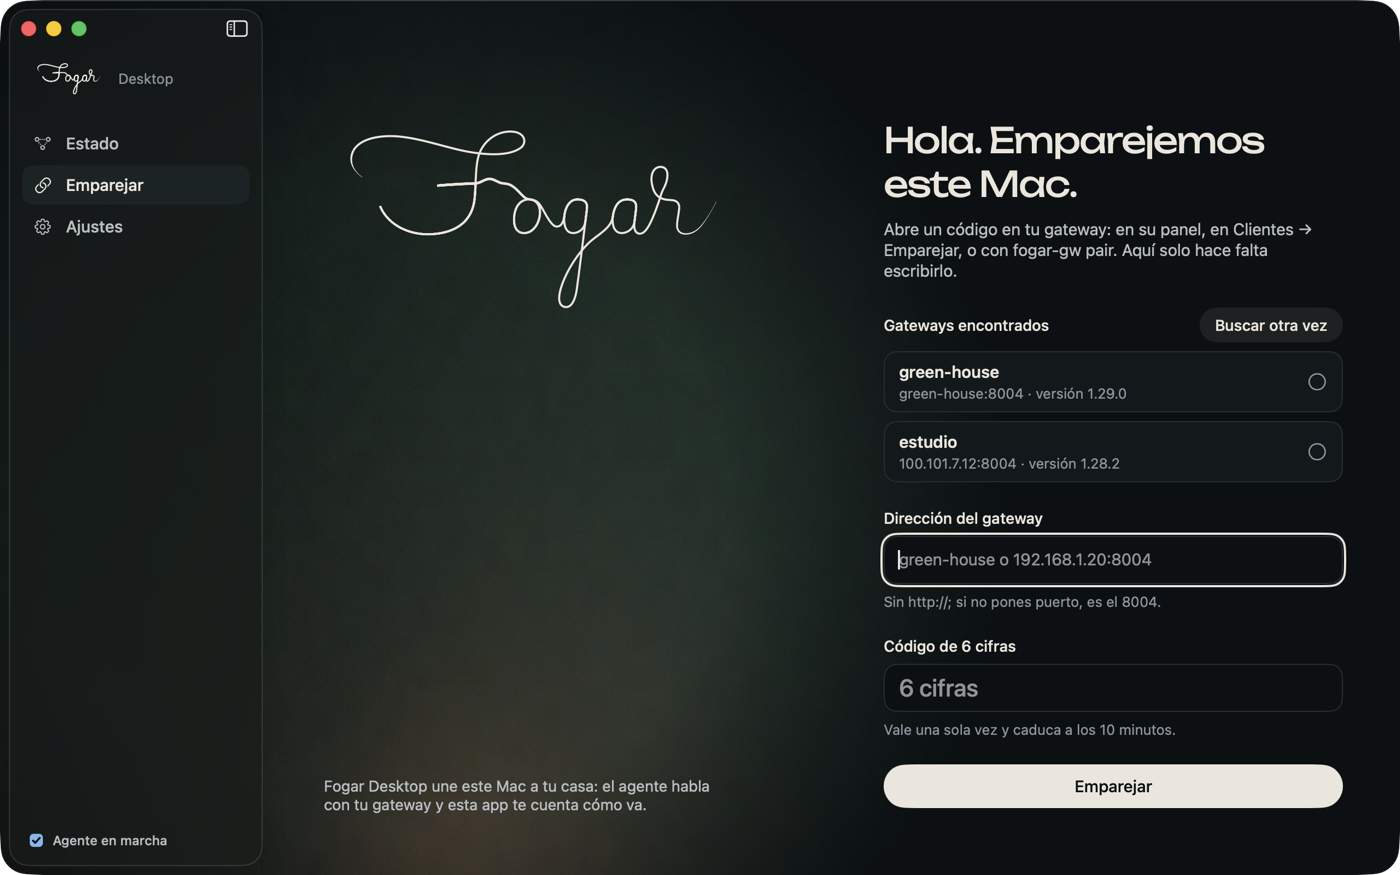 Fogar Desktop
Estado
Emparejar
Ajustes
Agente en marcha
Fogar
Fogar Desktop une este Mac a tu casa: el agente habla
con tu gateway y esta app te cuenta cómo va.
Hola. Emparejemos
este Mac.
Abre un código en tu gateway: en su panel, en Clientes →
Emparejar, o con fogar-gw pair. Aquí solo hace falta
escribirlo.
Gateways encontrados
Buscar otra vez
green-house
green-house:8004 · versión 1.29.0
estudio
100.101.7.12:8004 · versión 1.28.2
Dirección del gateway
green-house o 192.168.1.20:8004
Sin http://; si no pones puerto, es el 8004.
Código de 6 cifras
6 cifras
Vale una sola vez y caduca a los 10 minutos.
Emparejar